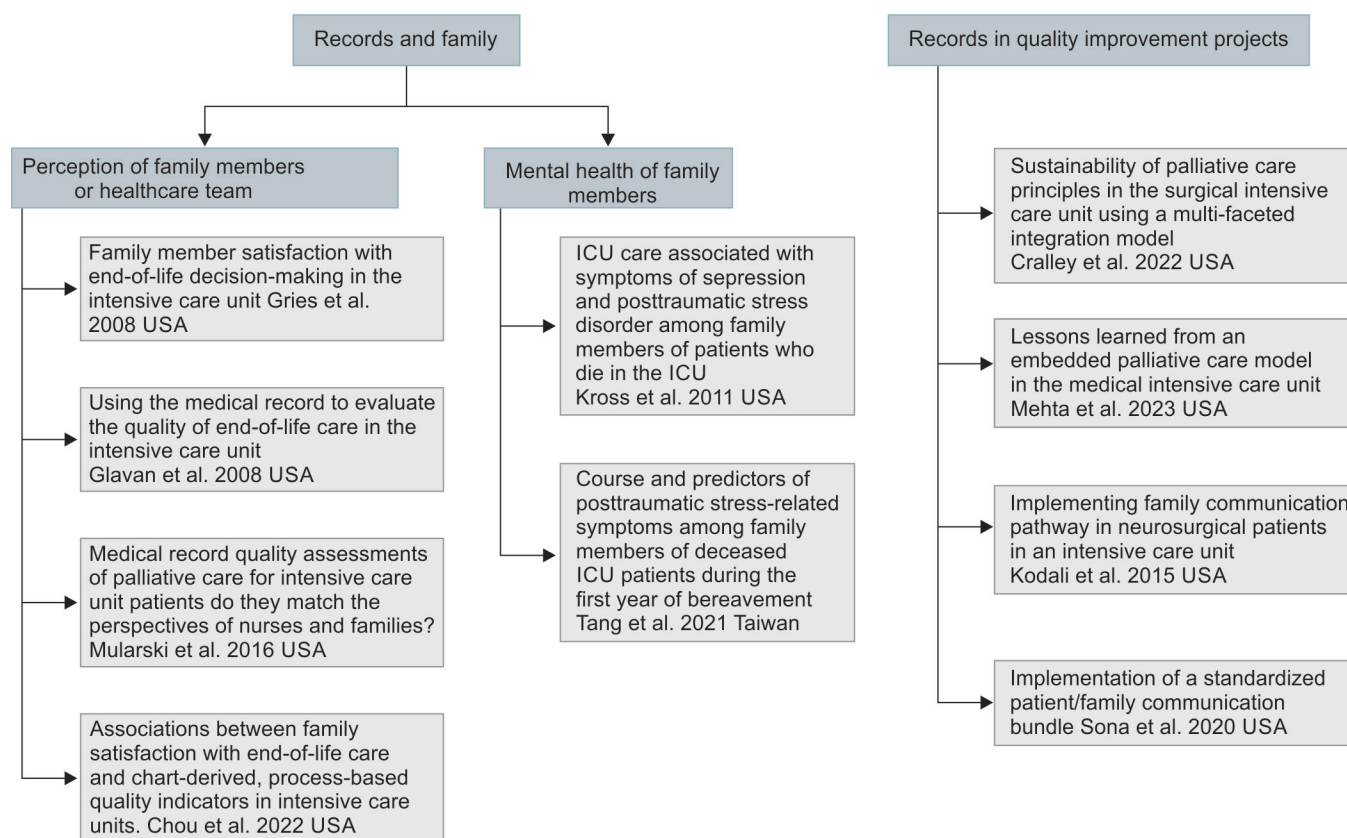 Records and family
Perception of family members
or healthcare team
Family member satisfaction with
end-of-life decision-making in the
intensive care unit Gries et al.
2008 USA
Using the medical record to evaluate
the quality of end-of-life care in the
intensive care unit
Glavan et al. 2008 USA
Medical record quality assessments
of palliative care for intensive care
unit patients do they match the
perspectives of nurses and families?
Mularski et al. 2016 USA
Associations between family
satisfaction with end-of-life care
and chart-derived, process-based
quality indicators in intensive care
units. Chou et al. 2022 USA
Mental health of family
members
ICU care associated with
symptoms of sepression
and posttraumatic stress
disorder among family
members of patients who
die in the ICU
Kross et al. 2011 USA
Course and predictors of
posttraumatic stress-related
symptoms among family
members of deceased
ICU patients during the
first year of bereavement
Tang et al. 2021 Taiwan
Records in quality improvement projects
Sustainability of palliative care
principles in the surgical intensive
care unit using a multi-faceted
integration model
Cralley et al. 2022 USA
Lessons learned from an
embedded palliative care model
in the medical intensive care unit
Mehta et al. 2023 USA
Implementing family communication
pathway in neurosurgical patients
in an intensive care unit
Kodali et al. 2015 USA
Implementation of a standardized
patient/family communication
bundle Sona et al. 2020 USA